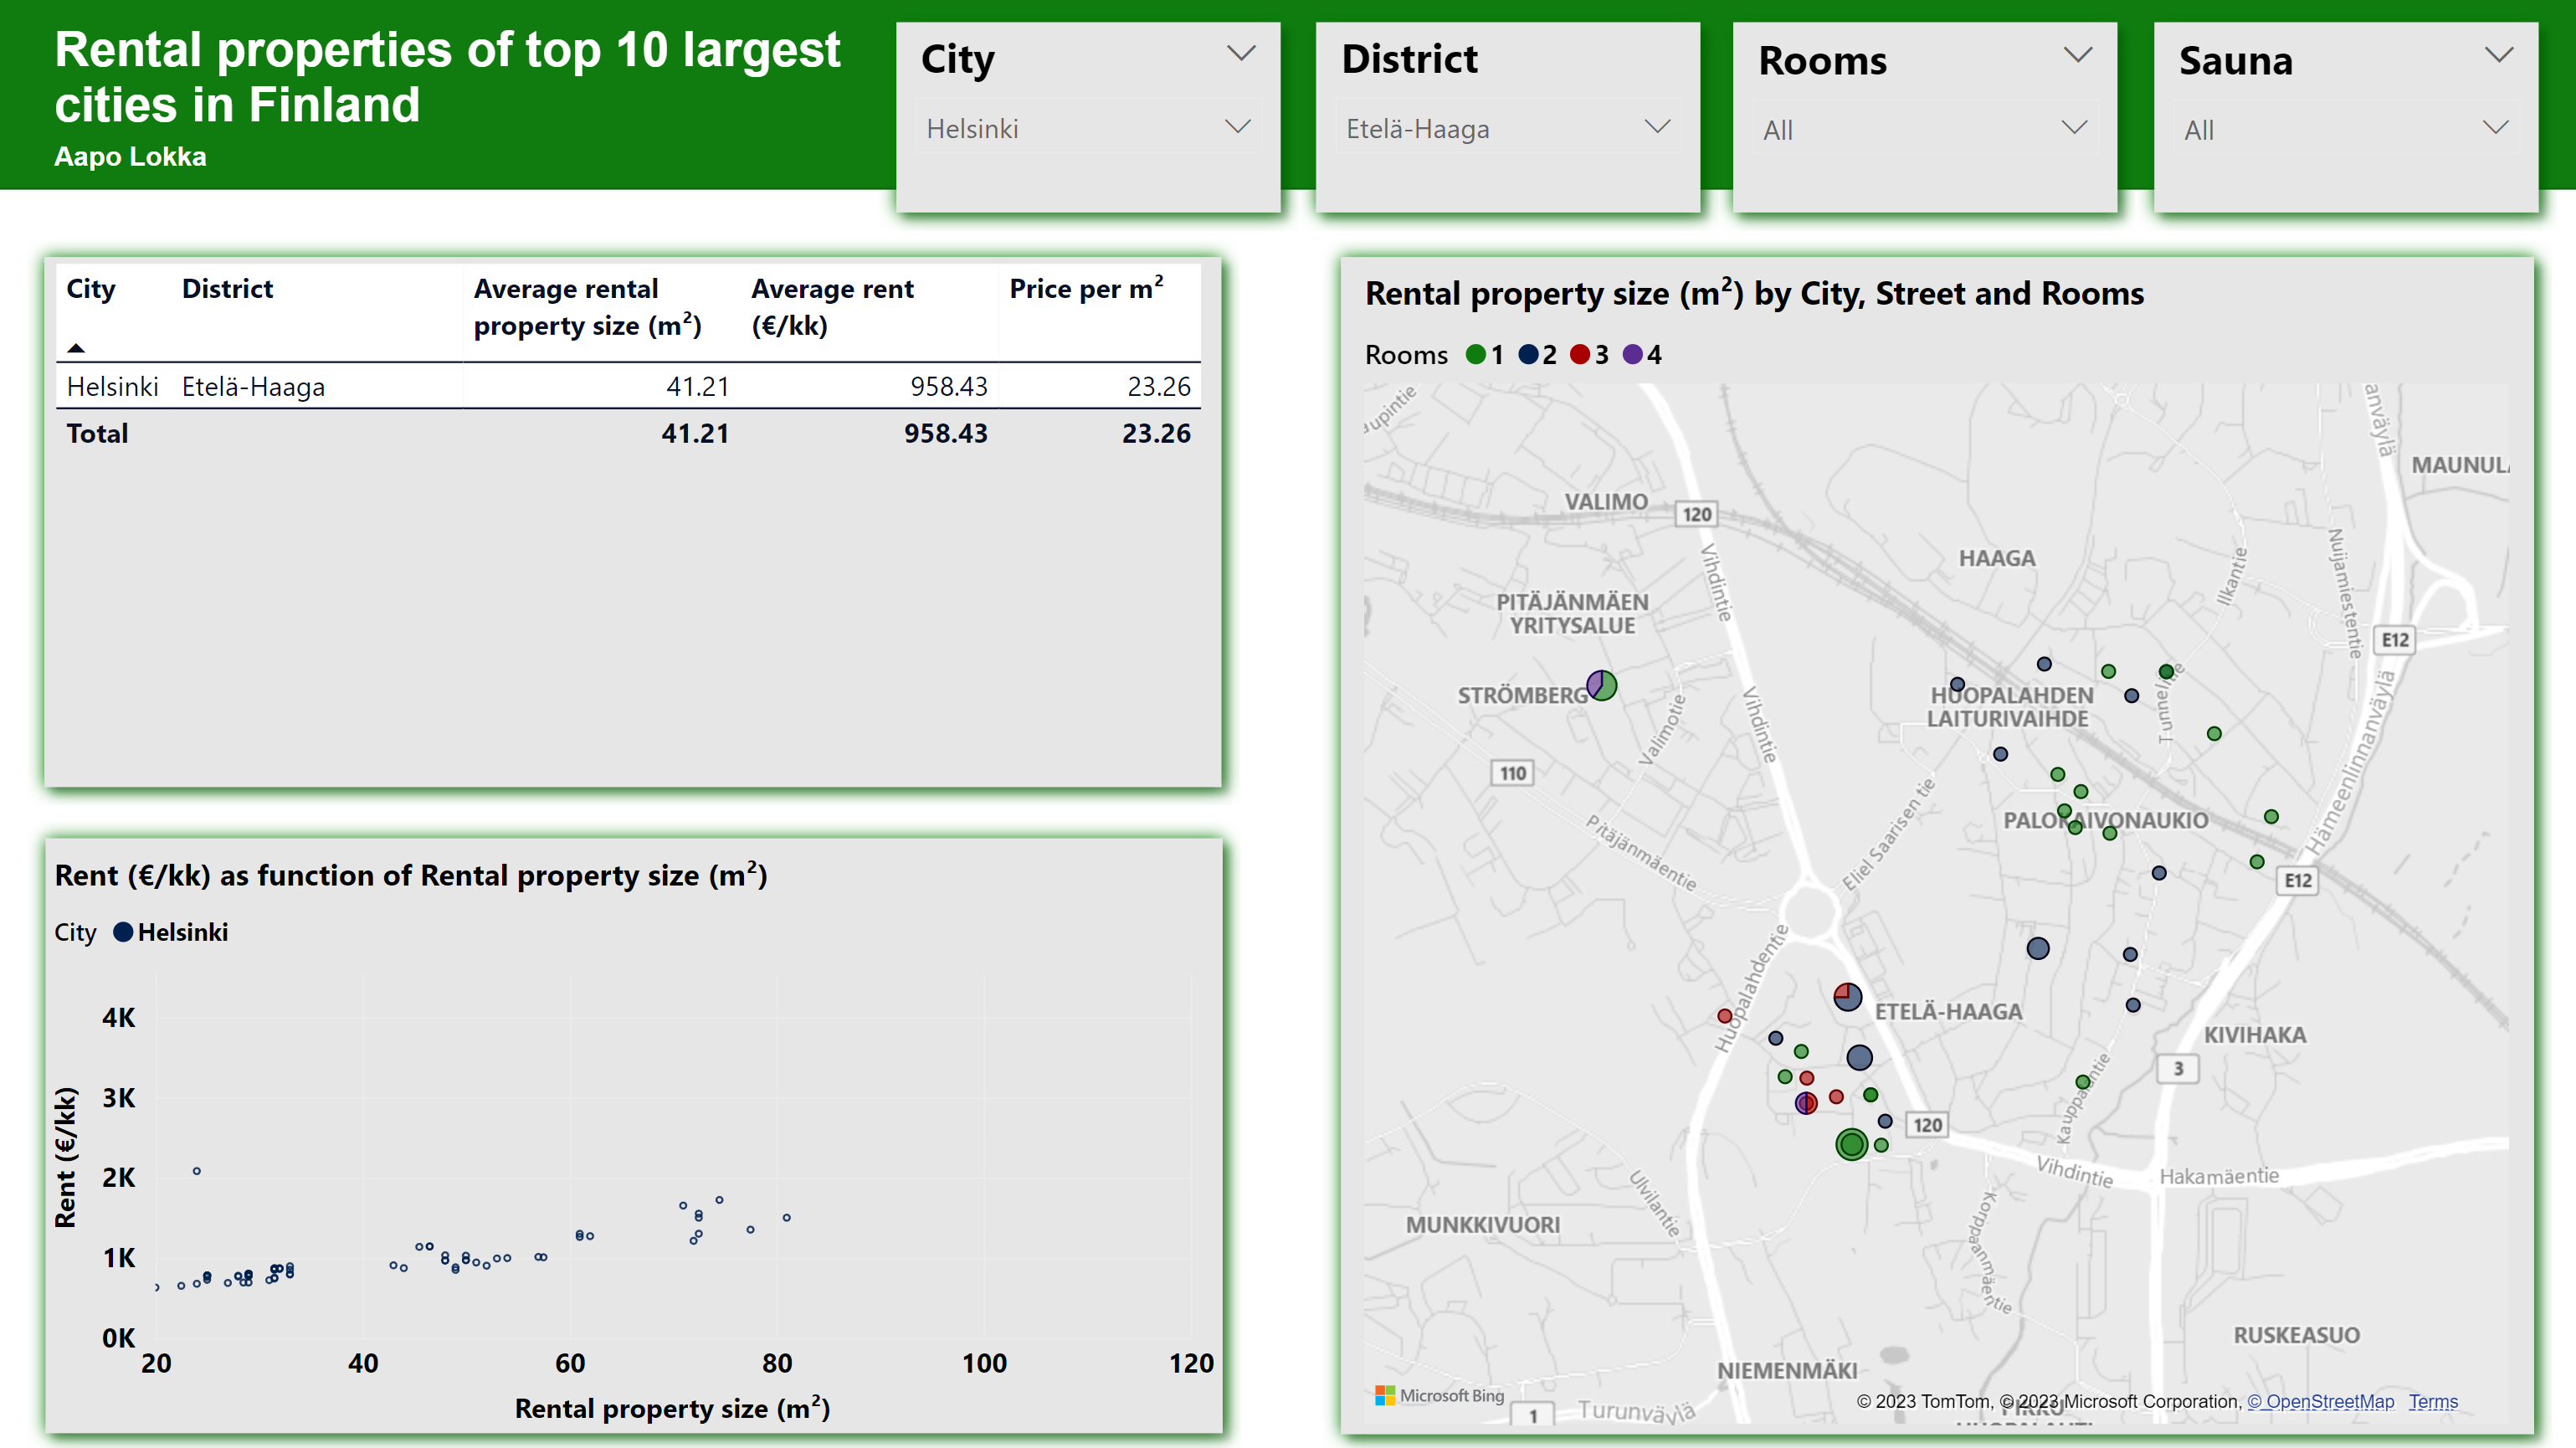 Rental properties of top 10 largest
cities in Finland
Aapo Lokka
City
Helsinki
District
Etelä-Haaga
Rooms
All
Sauna
All
City District Average rental Average rent Price per m²
property size (m²) (€/kk)
Helsinki Etelä-Haaga 41.21 958.43 23.26
Total 41.21 958.43 23.26
Rent (€/kk) as function of Rental property size (m²)
City Helsinki
4K
3K
2K
1K
0K
Rent (€/kk)
20 40 60 80 100 120
Rental property size (m²)
Rental property size (m²) by City, Street and Rooms
Rooms 1 2 3 4
MAUNUL
VALIMO
120
Vihdintie
HAAGA
Ilkantie
Nuijamiestentie
PITÄJÄNMÄEN
YRITYSALUE
E12
STRÖMBERG
Valimotie
Vihdintie
HUOPALAHDEN
LAITURIVAIHDE
Hämeenlinnanväylä
110
Pitäjänmäentie
Eliel Saarisen tie
PALOKAIVONAUKIO
E12
Huopalahdentie
ETELÄ-HAAGA
KIVIHAKA
3
Kauppalantie
120
Vihdintie
Hakamäentie
Ulvilantie
MUNKKIVUORI
Korppaanmäentie
RUSKEASUO
NIEMENMÄKI
Microsoft Bing
1
Turunväylä
© 2023 TomTom, © 2023 Microsoft Corporation, © OpenStreetMap Terms